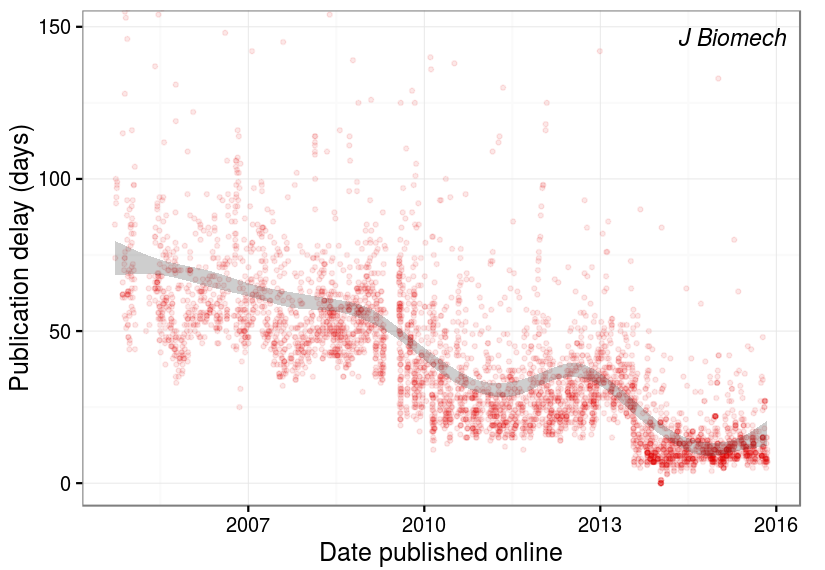 J Biomech
150
100
50
0
Publication delay (days)
2007 2010 2013 2016
Date published online